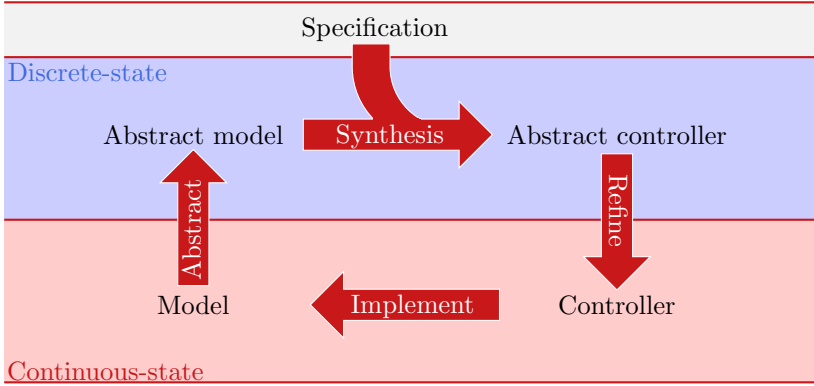 Specification
Discrete-state
Abstract model
Synthesis
Abstract controller
Abstract
Refine
Model
Implement
Controller
Continuous-state